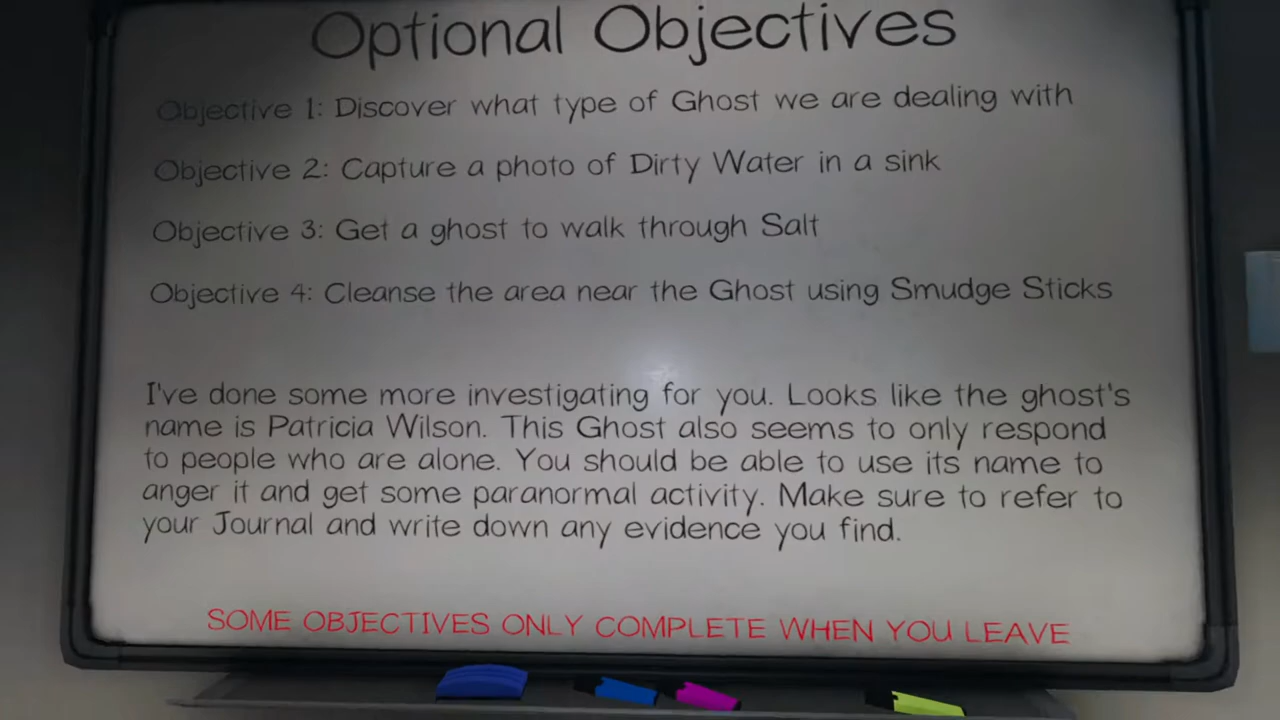 Optional Objectives
Objective 1: Discover what type of Ghost we are dealing with
Objective 2: Capture a photo of Dirty Water in a sink
Objective 3: Get a ghost to walk through Salt
Objective 4: Cleanse the area near the Ghost using Smudge Sticks
I've done some more investigating for you. Looks like the ghost's
name is Patricia Wilson. This Ghost also seems to only respond
to people who are alone. You should be able to use its name to
anger it and get some paranormal activity. Make sure to refer to
your Journal and write down any evidence you find.
SOME OBJECTIVES ONLY COMPLETE WHEN YOU LEAVE